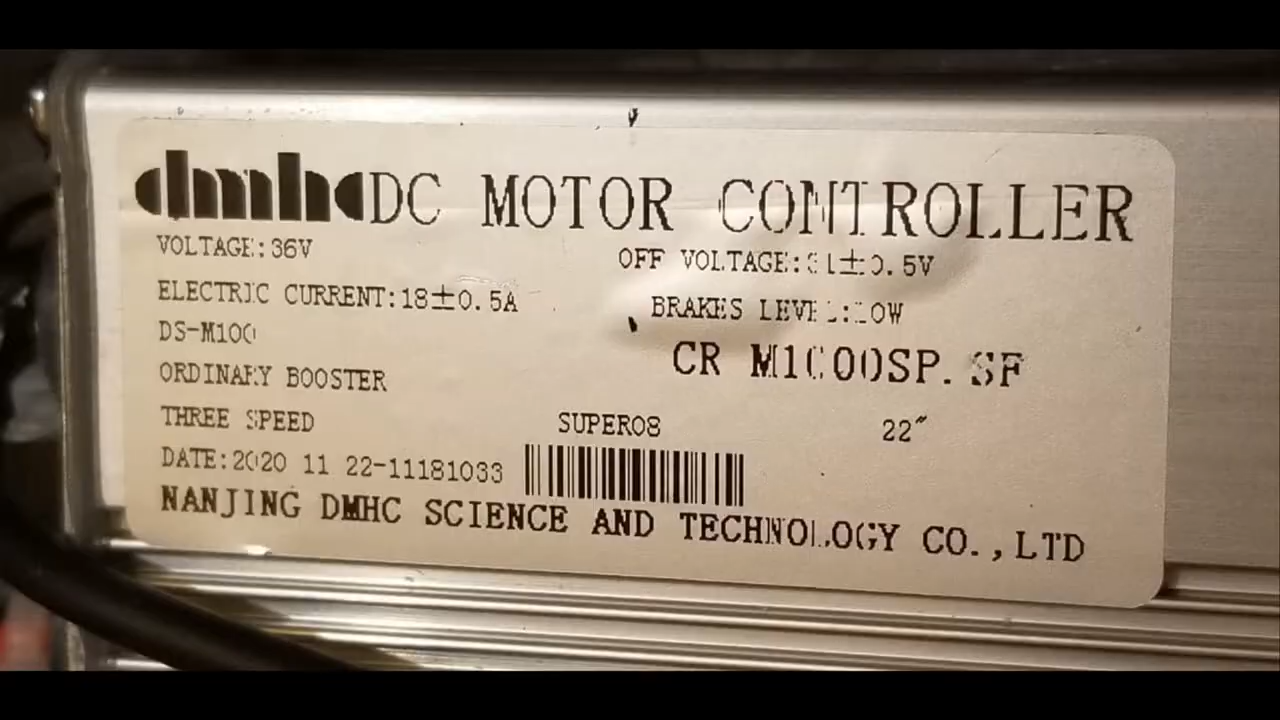 dmhc DC MOTOR CONTROLLER
VOLTAGE:36V OFF VOLTAGE:31±0.5V
ELECTRIC CURRENT:18±0.5A BRAKES LEVEL:LOW
DS-M100 CR M1000SP.SF
ORDINARY BOOSTER
THREE SPEED SUPER08 22″
DATE:2020 11 22-11181033
NANJING DMHC SCIENCE AND TECHNOLOGY CO.,LTD